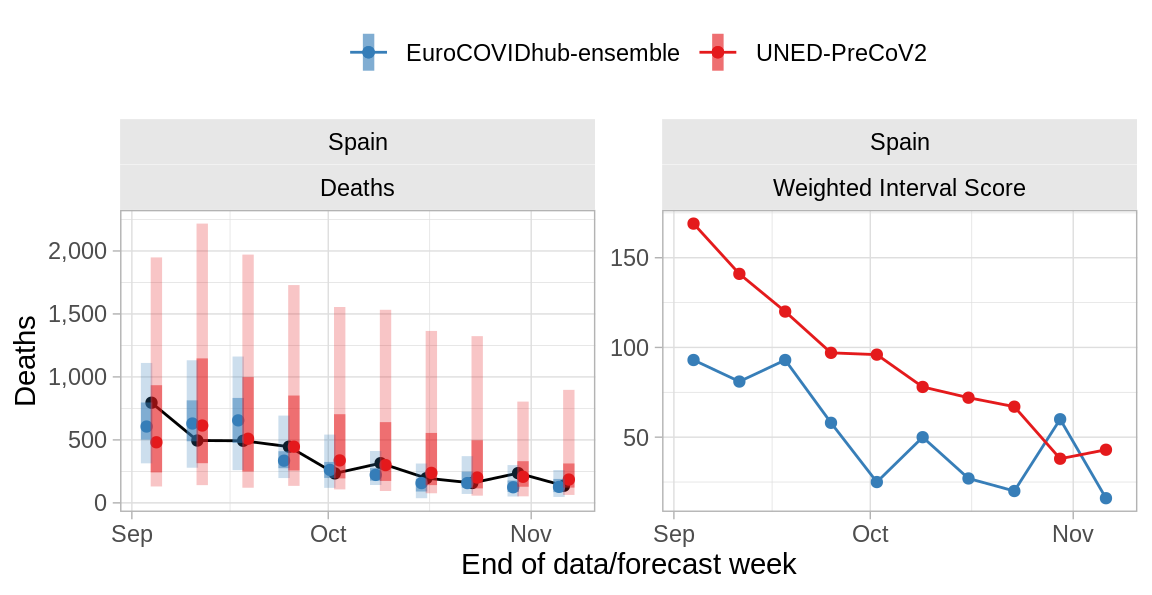 EuroCOVIDhub-ensemble UNED-PreCoV2
Spain
Deaths
Deaths
2,000
1,500
1,000
500
0
Sep Oct Nov
Spain
Weighted Interval Score
150
100
50
Sep Oct Nov
End of data/forecast week